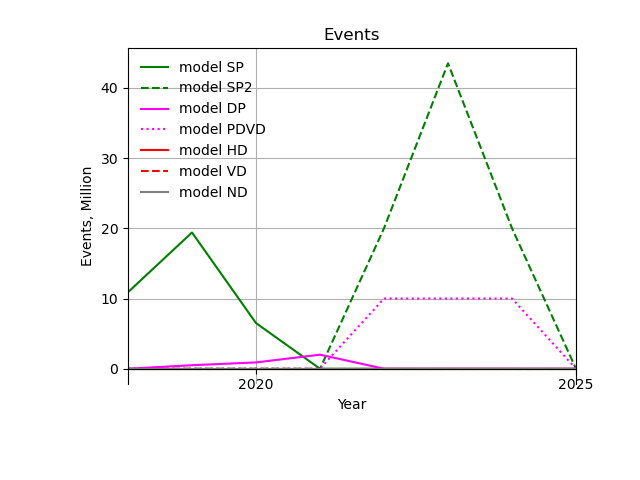 Events
model SP
model SP2
model DP
model PDVD
model HD
model VD
model ND
40
30
20
10
0
Events, Million
2020
2025
Year